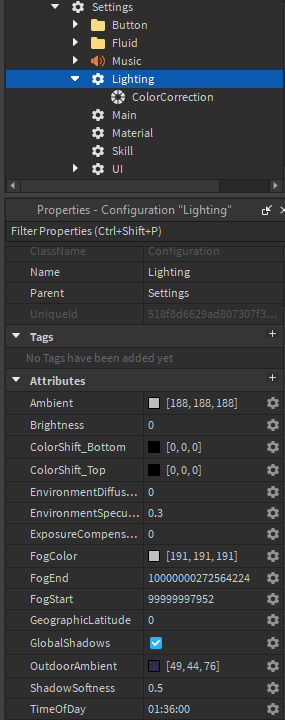 Settings
Button
Fluid
Music
Lighting
ColorCorrection
Main
Material
Skill
UI
Properties - Configuration "Lighting"
Filter Properties (Ctrl+Shift+P)
ClassName Configuration
Name Lighting
Parent Settings
UniqueId 518f8d6629ad807307f3...
Tags
No Tags have been added yet
Attributes
Ambient [188, 188, 188]
Brightness 0
ColorShift_Bottom [0, 0, 0]
ColorShift_Top [0, 0, 0]
EnvironmentDiffus... 0
EnvironmentSpecu... 0.3
ExposureCompens... 0
FogColor [191, 191, 191]
FogEnd 10000000272564224
FogStart 99999997952
GeographicLatitude 0
GlobalShadows
OutdoorAmbient [49, 44, 76]
ShadowSoftness 0.5
TimeOfDay 01:36:00